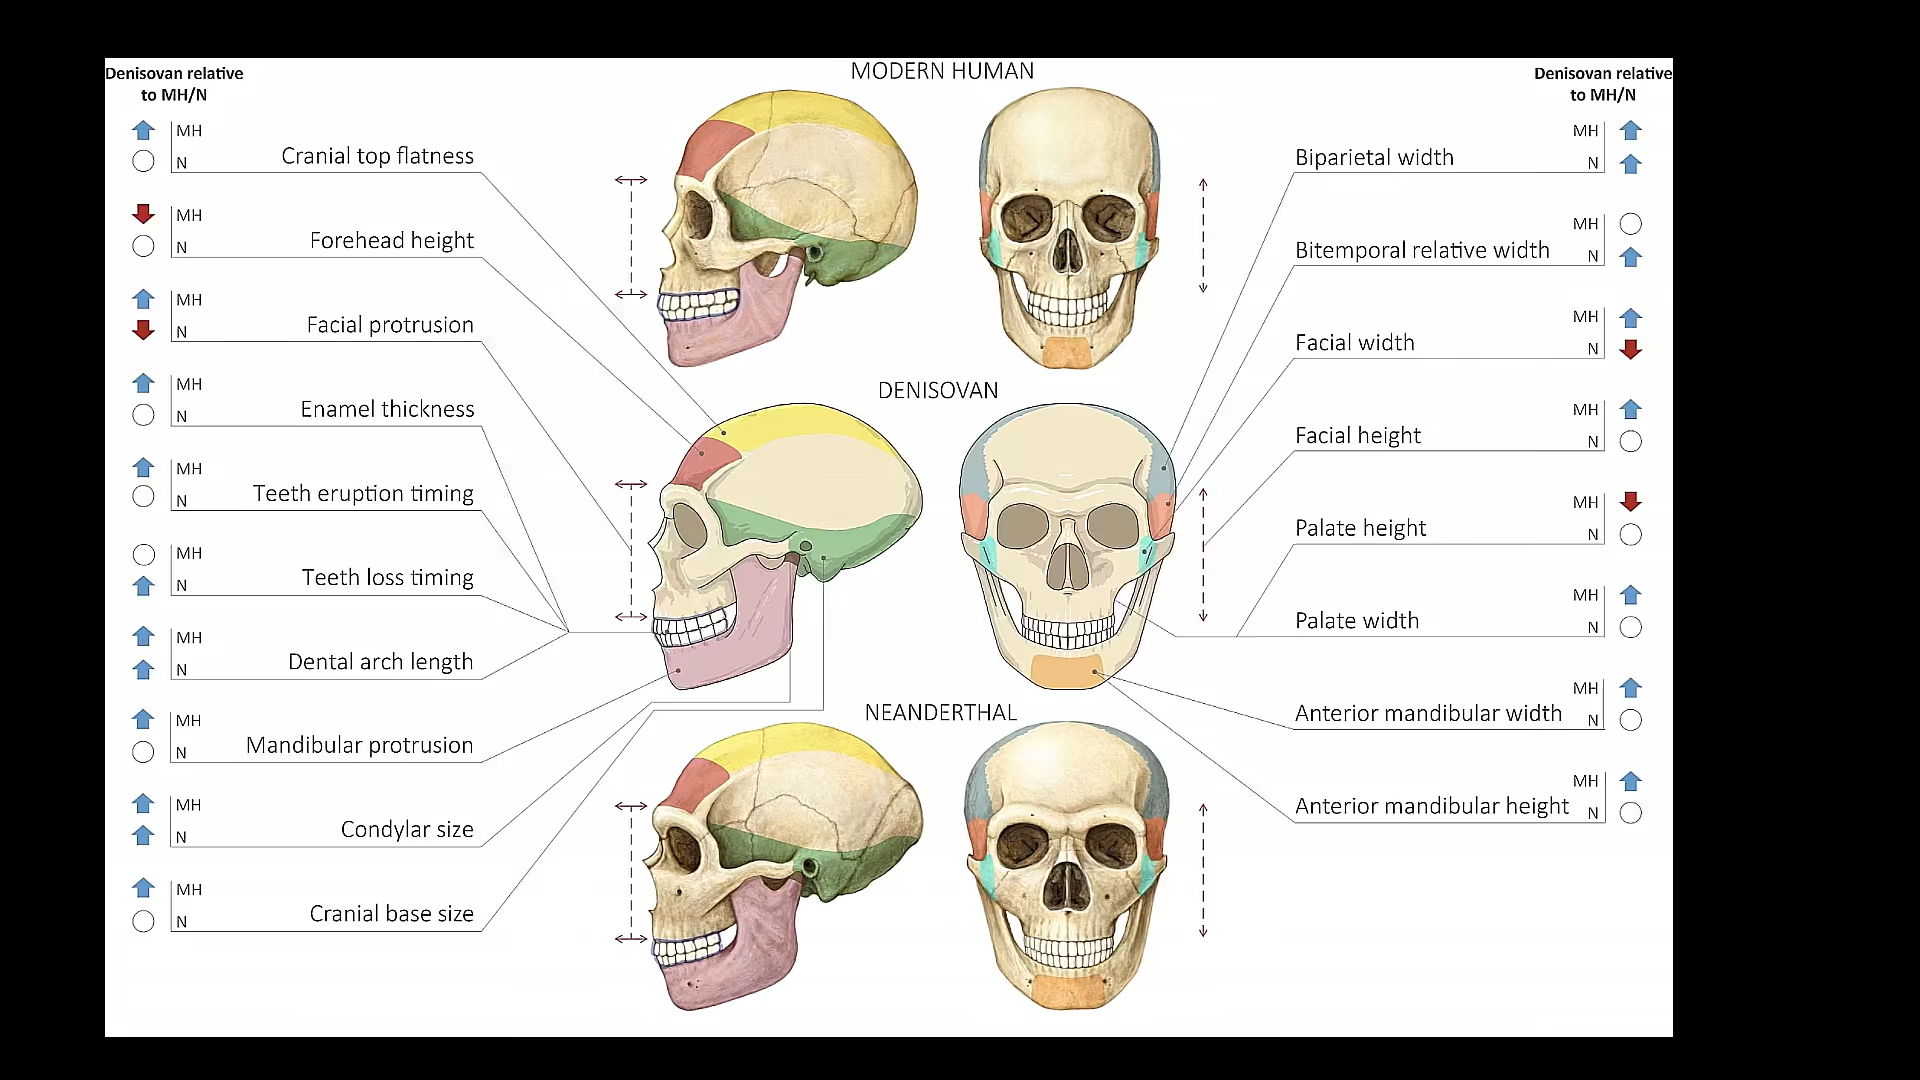 Denisovan relative
to MH/N
MH
N
Cranial top flatness
MH
N
Forehead height
MH
N
Facial protrusion
MH
N
Enamel thickness
MH
N
Teeth eruption timing
MH
N
Teeth loss timing
MH
N
Dental arch length
MH
N
Mandibular protrusion
MH
N
Condylar size
MH
N
Cranial base size
MODERN HUMAN
DENISOVAN
NEANDERTHAL
Denisovan relative
to MH/N
MH
Biparietal width
N
MH
Bitemporal relative width
N
MH
Facial width
N
MH
Facial height
N
MH
Palate height
N
MH
Palate width
N
MH
Anterior mandibular width
N
MH
Anterior mandibular height
N